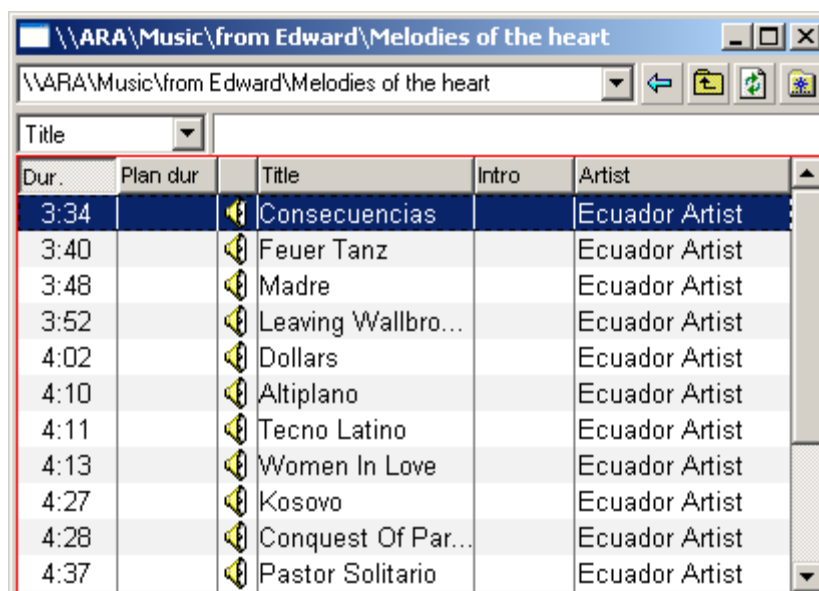 \\ARA\Music\from Edward\Melodies of the heart
\\ARA\Music\from Edward\Melodies of the heart
Title
Dur. Plan dur Title Intro Artist
3:34 Consecuencias Ecuador Artist
3:40 Feuer Tanz Ecuador Artist
3:48 Madre Ecuador Artist
3:52 Leaving Wallbro... Ecuador Artist
4:02 Dollars Ecuador Artist
4:10 Altiplano Ecuador Artist
4:11 Tecno Latino Ecuador Artist
4:13 Women In Love Ecuador Artist
4:27 Kosovo Ecuador Artist
4:28 Conquest Of Par... Ecuador Artist
4:37 Pastor Solitario Ecuador Artist